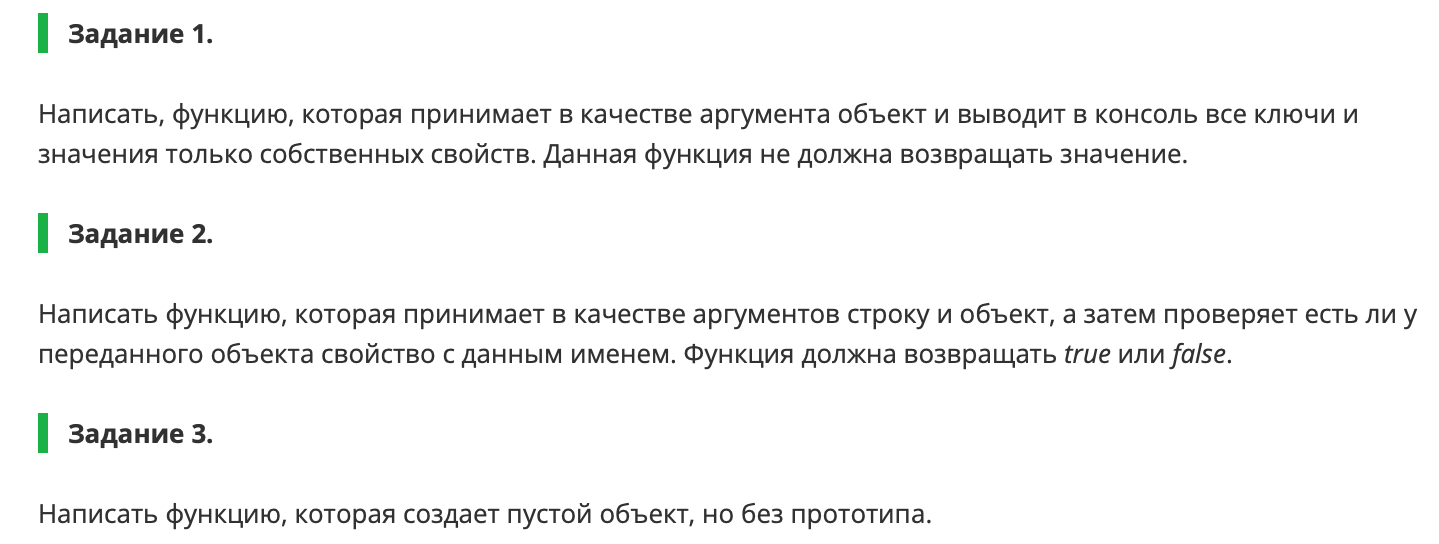 Задание 1.
Написать, функцию, которая принимает в качестве аргумента объект и выводит в консоль все ключи и
значения только собственных свойств. Данная функция не должна возвращать значение.
Задание 2.
Написать функцию, которая принимает в качестве аргументов строку и объект, а затем проверяет есть ли у
переданного объекта свойство с данным именем. Функция должна возвращать true или false.
Задание 3.
Написать функцию, которая создает пустой объект, но без прототипа.